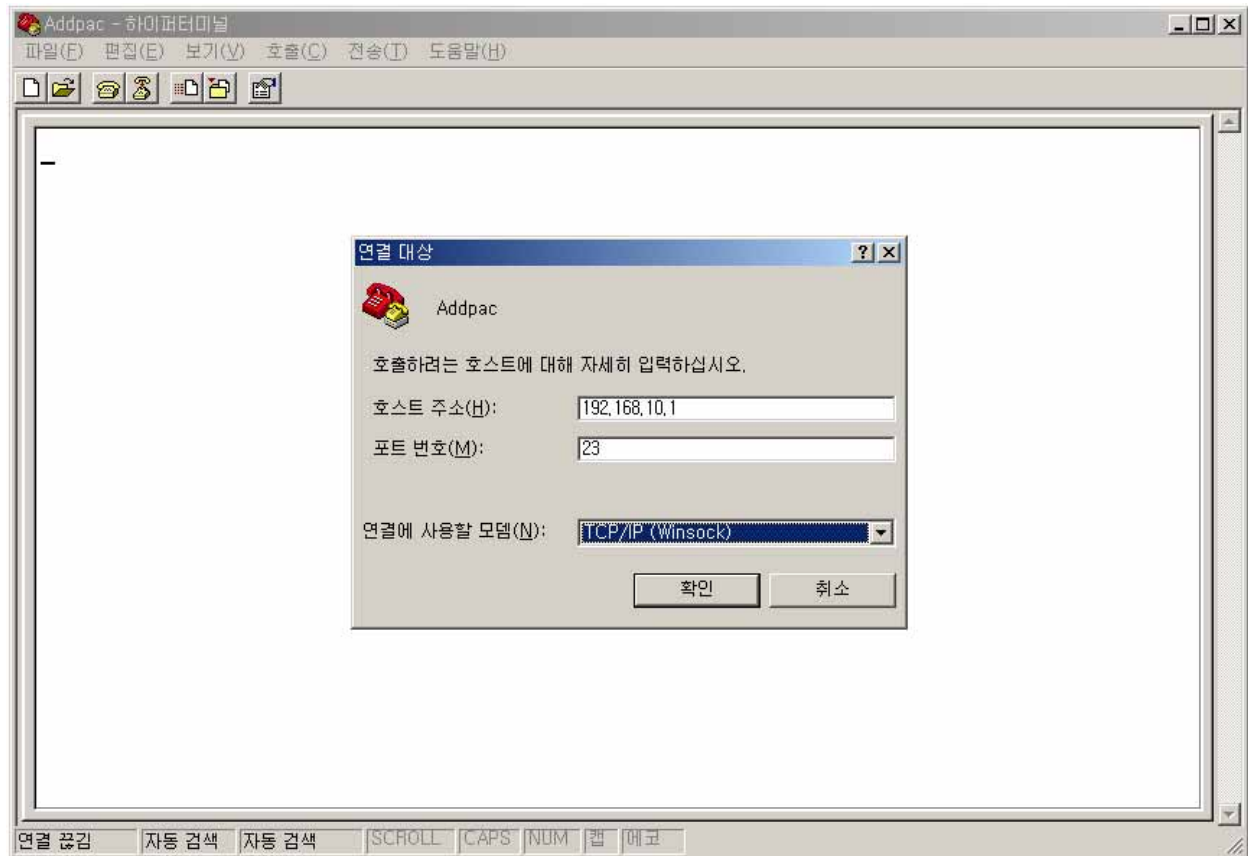 Addpac - 하이퍼터미널
파일(F) 편집(E) 보기(V) 호출(C) 전송(T) 도움말(H)
연결 대상
Addpac
호출하려는 호스트에 대해 자세히 입력하십시오.
호스트 주소(H): 192.168.10.1
포트 번호(M): 23
연결에 사용할 모뎀(N): TCP/IP (Winsock)
확인 취소
연결 끊김 자동 검색 자동 검색 SCROLL CAPS NUM 캡 에코